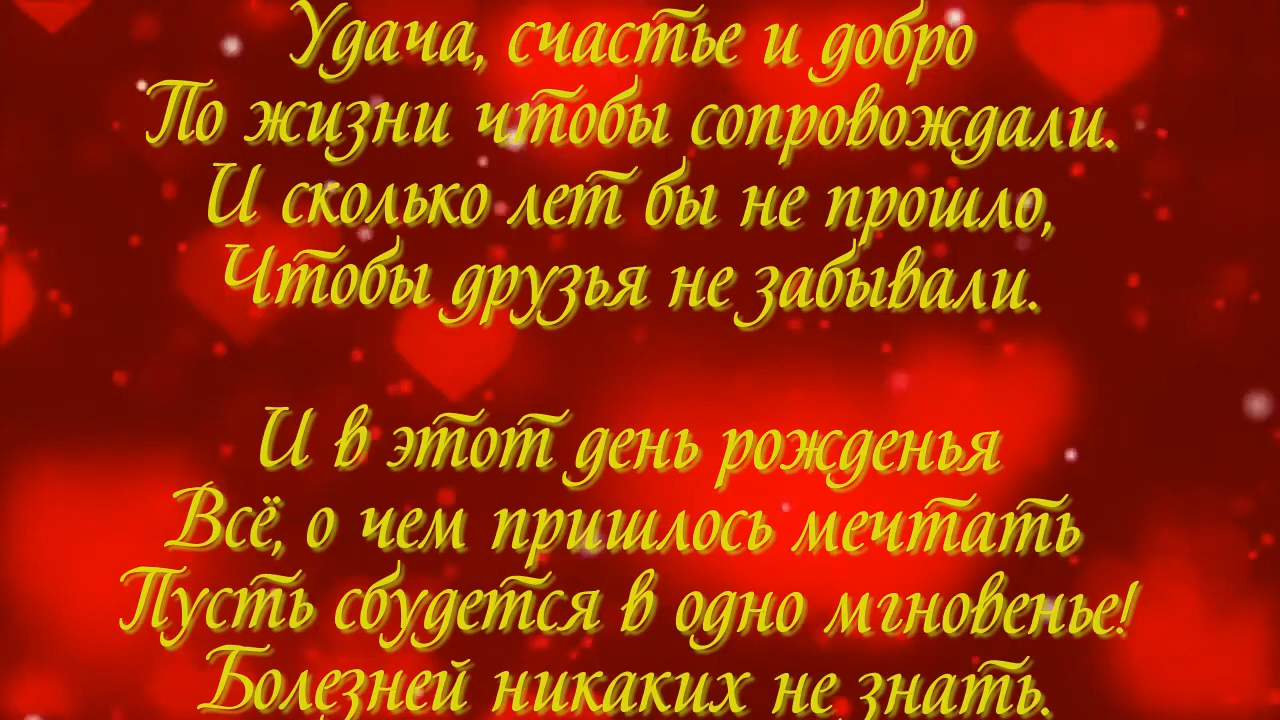 Удача, счастье и добро
По жизни чтобы сопровождали.
И сколько лет бы не прошло,
Чтобы друзья не забывали.
И в этот день рожденья
Всё, о чем пришлось мечтать
Пусть сбудется в одно мгновенье!
Болезней никаких не знать.